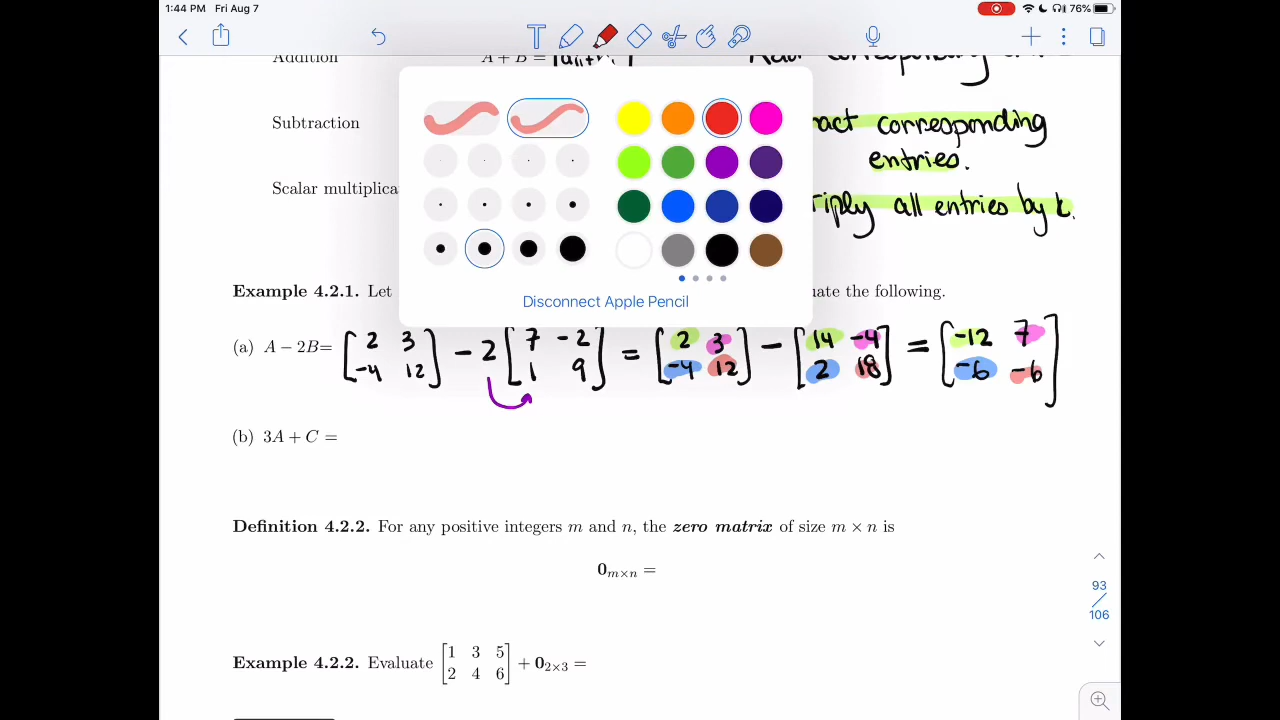 1:44 PM Fri Aug 7
76%
Addition A + B =
Subtraction act corresponding
entries.
Scalar multiplica iply all entries by k.
Disconnect Apple Pencil
Example 4.2.1. Let uate the following.
(a) A − 2B= [2 3; -4 12] - 2 [7 -2; 1 9] = [2 3; -4 12] - [14 -4; 2 18] = [-12 7; -6 -6]
(b) 3A + C =
Definition 4.2.2. For any positive integers m and n, the zero matrix of size m × n is
0m×n =
93
106
Example 4.2.2. Evaluate [1 3 5; 2 4 6] + 02×3 =